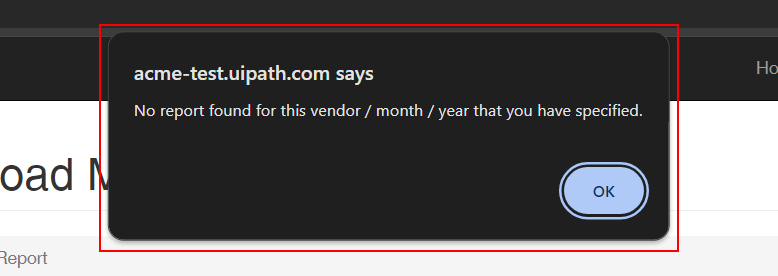 acme-test.uipath.com says
Ho
No report found for this vendor / month / year that you have specified.
oad M
OK
Report